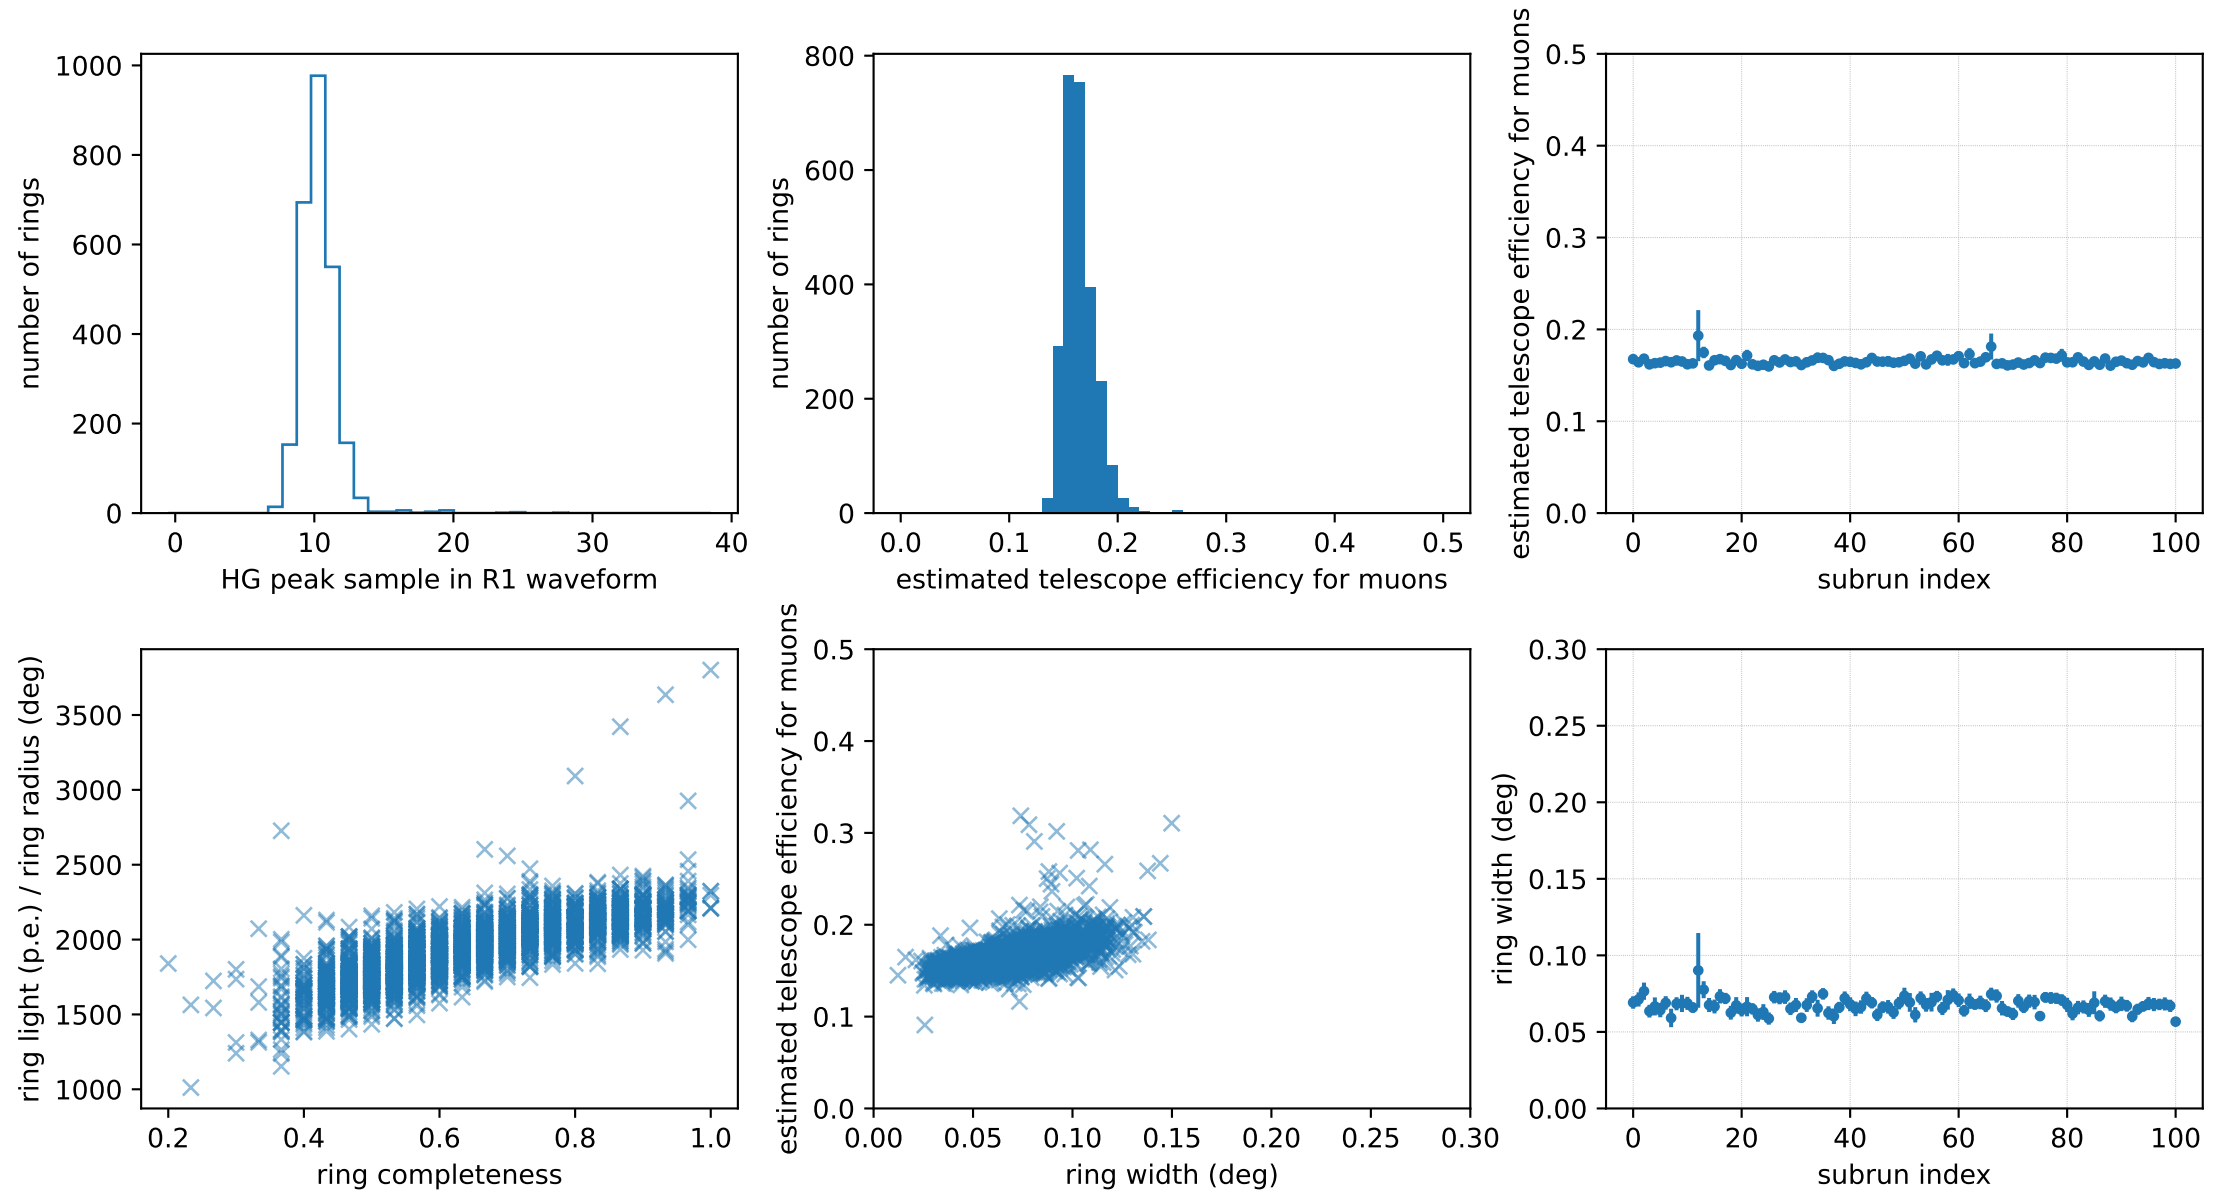 1000
800
600
400
200
0
number of rings
0 10 20 30 40
HG peak sample in R1 waveform
800
600
400
200
0
number of rings
0.0 0.1 0.2 0.3 0.4 0.5
estimated telescope efficiency for muons
0.5
0.4
0.3
0.2
0.1
0.0
estimated telescope efficiency for muons
0 20 40 60 80 100
subrun index
3500
3000
2500
2000
1500
1000
ring light (p.e.) / ring radius (deg)
0.2 0.4 0.6 0.8 1.0
ring completeness
0.5
0.4
0.3
0.2
0.1
0.0
estimated telescope efficiency for muons
0.00 0.05 0.10 0.15 0.20 0.25 0.30
ring width (deg)
0.30
0.25
0.20
0.15
0.10
0.05
0.00
ring width (deg)
0 20 40 60 80 100
subrun index